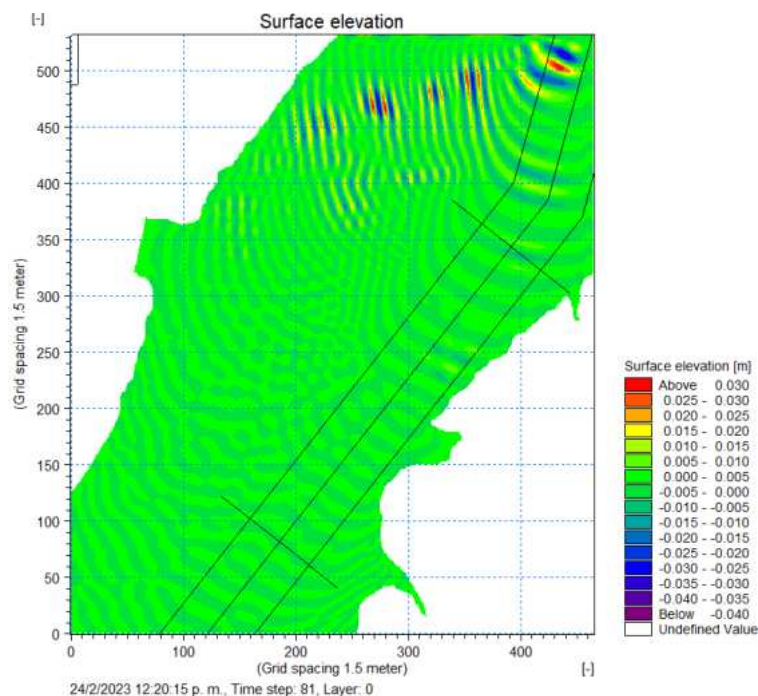 [-]
Surface elevation
500
450
400
350
300
250
200
150
100
50
0
(Grid spacing 1.5 meter)
0
100
200
300
400
(Grid spacing 1.5 meter)
[-]
24/2/2023 12:20:15 p. m., Time step: 81, Layer: 0
Surface elevation [m]
Above 0.030
0.025 - 0.030
0.020 - 0.025
0.015 - 0.020
0.010 - 0.015
0.005 - 0.010
0.000 - 0.005
-0.005 - 0.000
-0.010 - -0.005
-0.015 - -0.010
-0.020 - -0.015
-0.025 - -0.020
-0.030 - -0.025
-0.035 - -0.030
-0.040 - -0.035
Below -0.040
Undefined Value